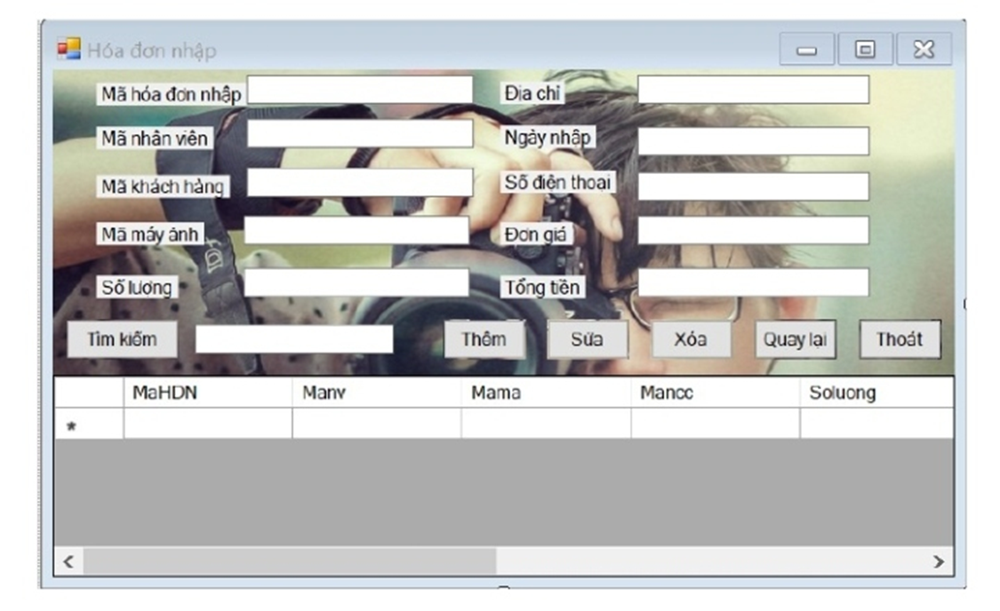 Hóa đơn nhập
Mã hóa đơn nhập
Địa chỉ
Mã nhân viên
Ngày nhập
Mã khách hàng
Số điện thoại
Mã máy ảnh
Đơn giá
Số lượng
Tổng tiền
Tìm kiếm
Thêm
Sửa
Xóa
Quay lại
Thoát
MaHDN
Manv
Mama
Mancc
Soluong
*